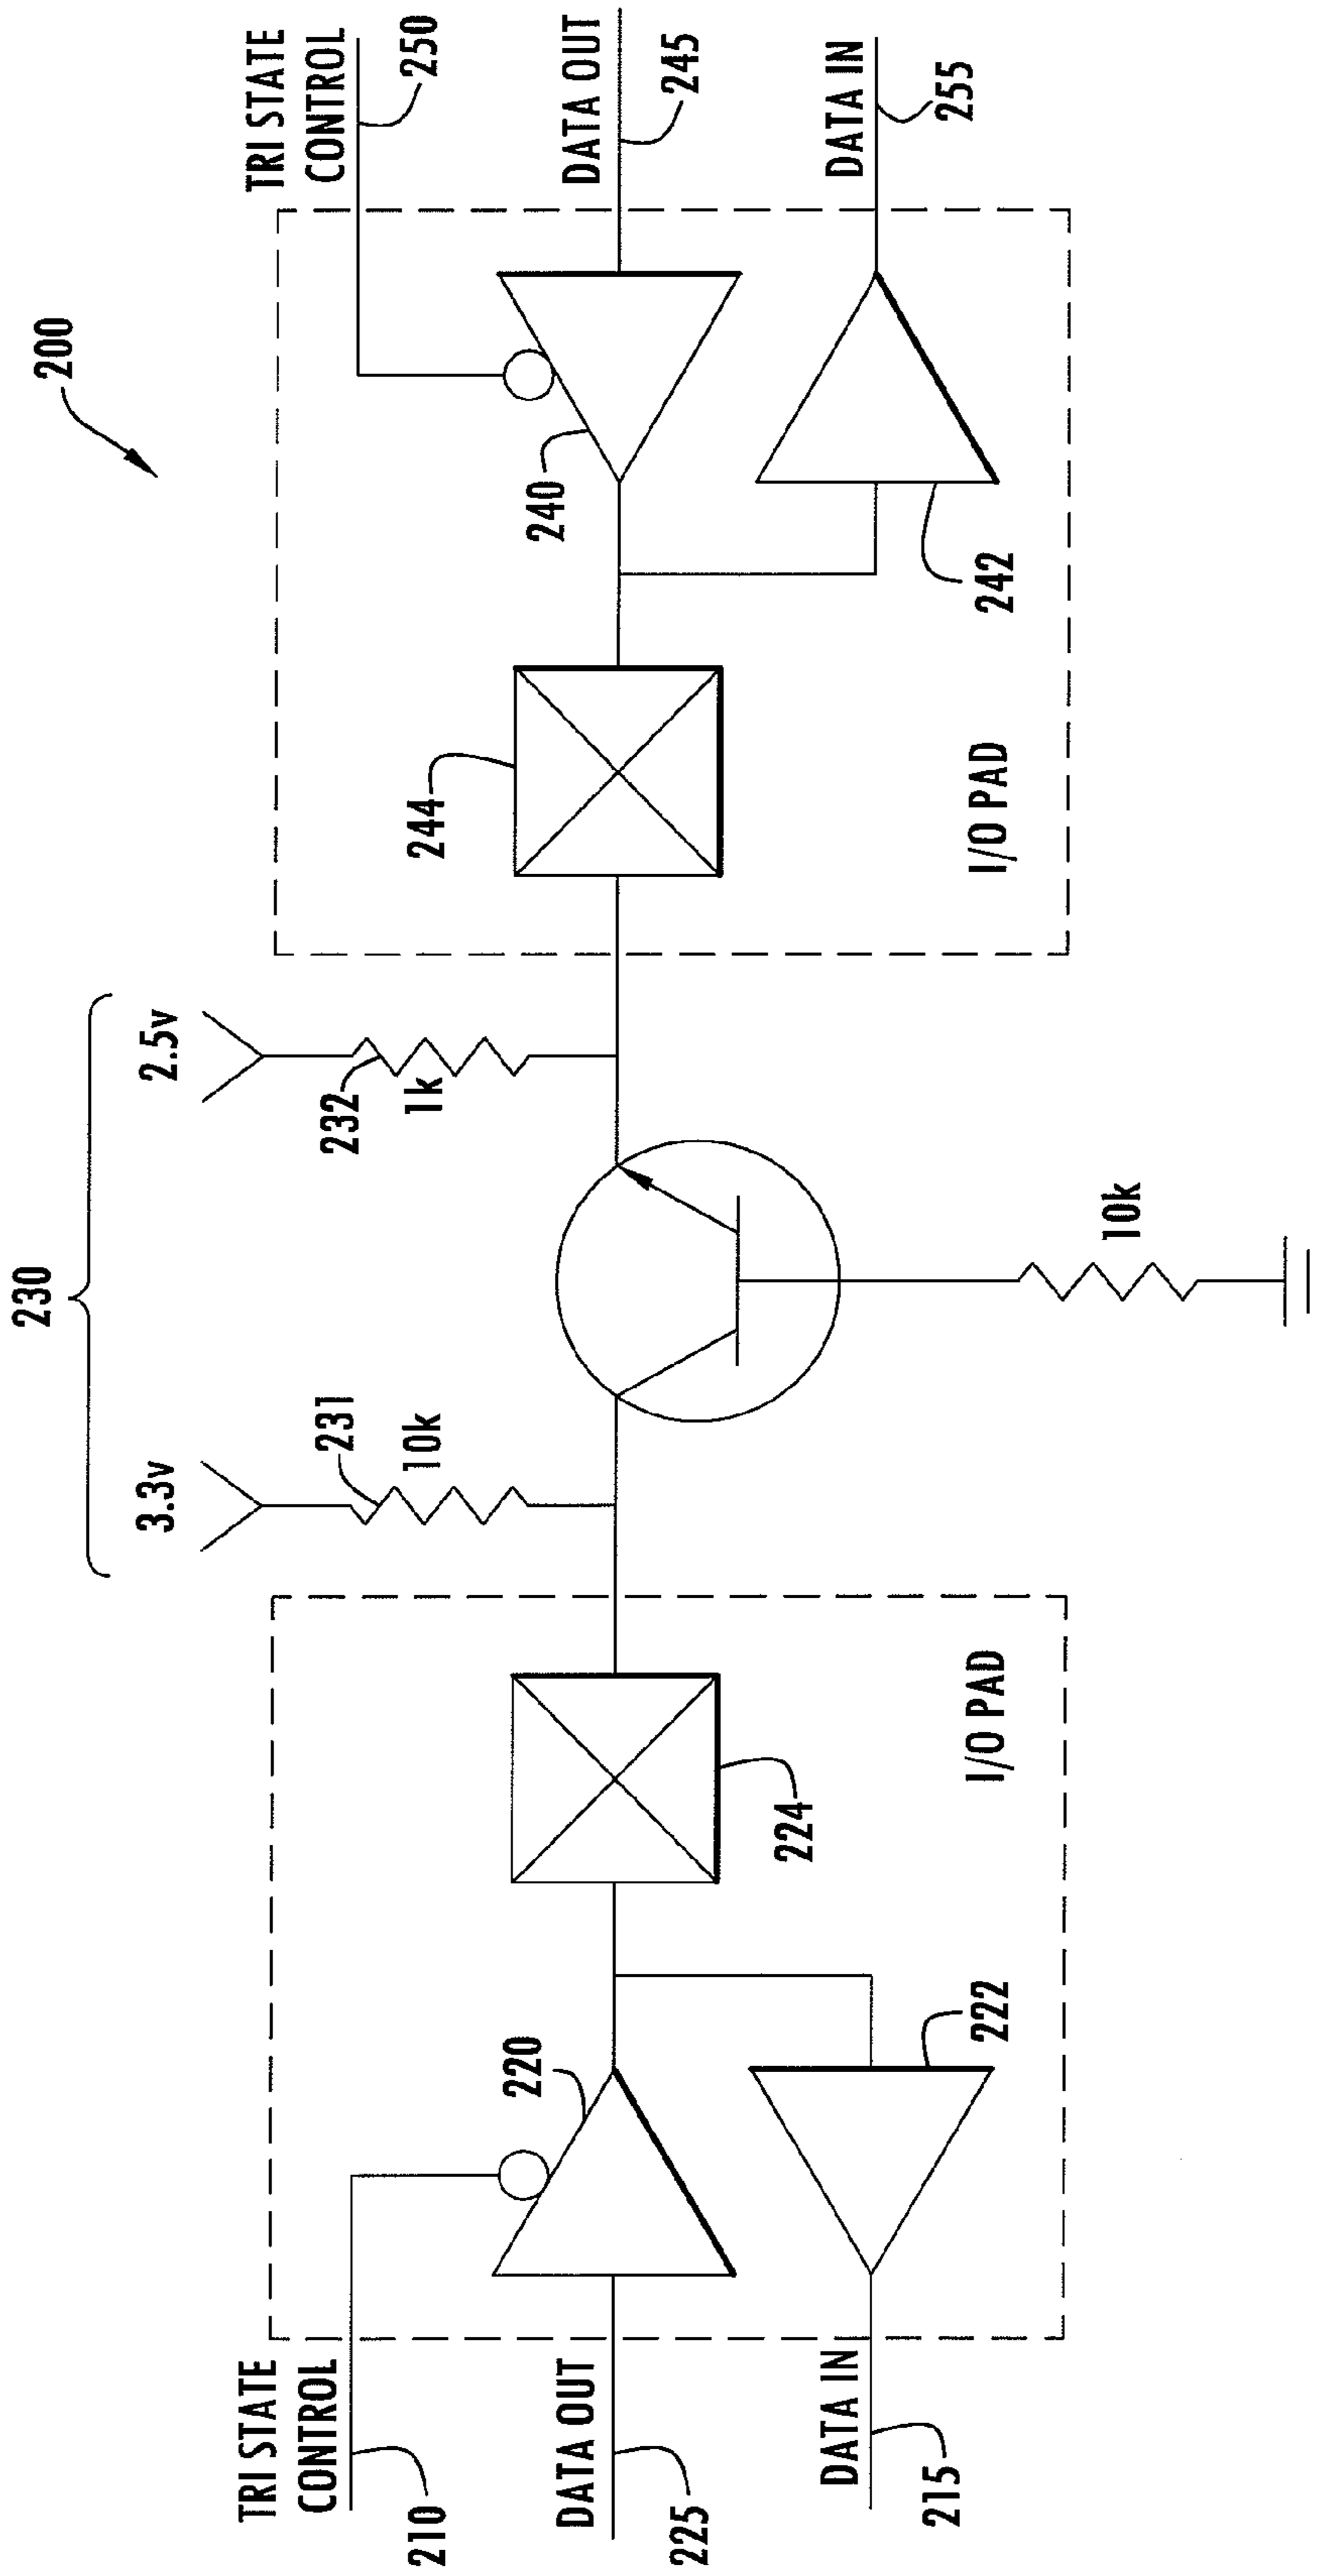 230
200
3.3v
2.5v
TRI STATE
CONTROL
210
231
10k
232
1k
TRI STATE
CONTROL
250
244
220
240
DATA OUT
225
DATA OUT
245
224
DATA IN
215
DATA IN
255
222
I/O PAD
I/O PAD
242
10k